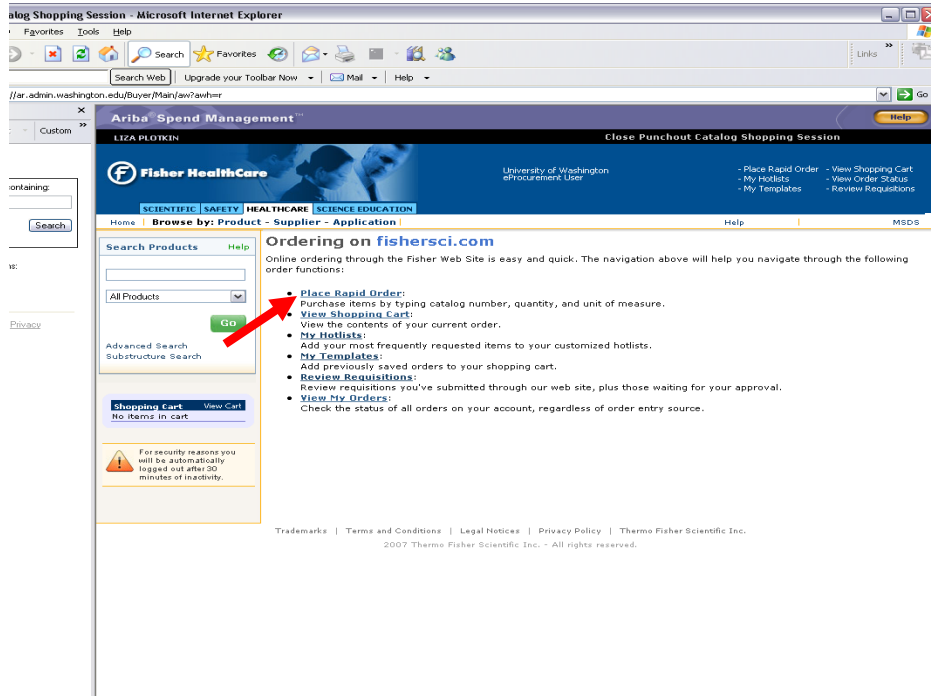 alog Shopping Session - Microsoft Internet Explorer
Favorites Tools Help
Search Favorites Links »
Search Web Upgrade your Toolbar Now Mail Help
//ar.admin.washington.edu/Buyer/Main/aw?awh=r Go
Custom »
ontaining:
Search
ns:
Privacy
Ariba Spend Management™ Help
LIZA PLOTKIN Close Punchout Catalog Shopping Session
Fisher HealthCare
University of Washington
eProcurement User
- Place Rapid Order - View Shopping Cart
- My Hotlists - View Order Status
- My Templates - Review Requisitions
SCIENTIFIC SAFETY HEALTHCARE SCIENCE EDUCATION
Home | Browse by: Product - Supplier - Application | Help | MSDS
Search Products Help
All Products
Go
Advanced Search
Substructure Search
Shopping Cart View Cart
No items in cart
For security reasons you
will be automatically
logged out after 30
minutes of inactivity.
Ordering on fishersci.com
Online ordering through the Fisher Web Site is easy and quick. The navigation above will help you navigate through the following
order functions:
• Place Rapid Order:
Purchase items by typing catalog number, quantity, and unit of measure.
• View Shopping Cart:
View the contents of your current order.
• My Hotlists:
Add your most frequently requested items to your customized hotlists.
• My Templates:
Add previously saved orders to your shopping cart.
• Review Requisitions:
Review requisitions you've submitted through our web site, plus those waiting for your approval.
• View My Orders:
Check the status of all orders on your account, regardless of order entry source.
Trademarks | Terms and Conditions | Legal Notices | Privacy Policy | Thermo Fisher Scientific Inc.
2007 Thermo Fisher Scientific Inc. - All rights reserved.